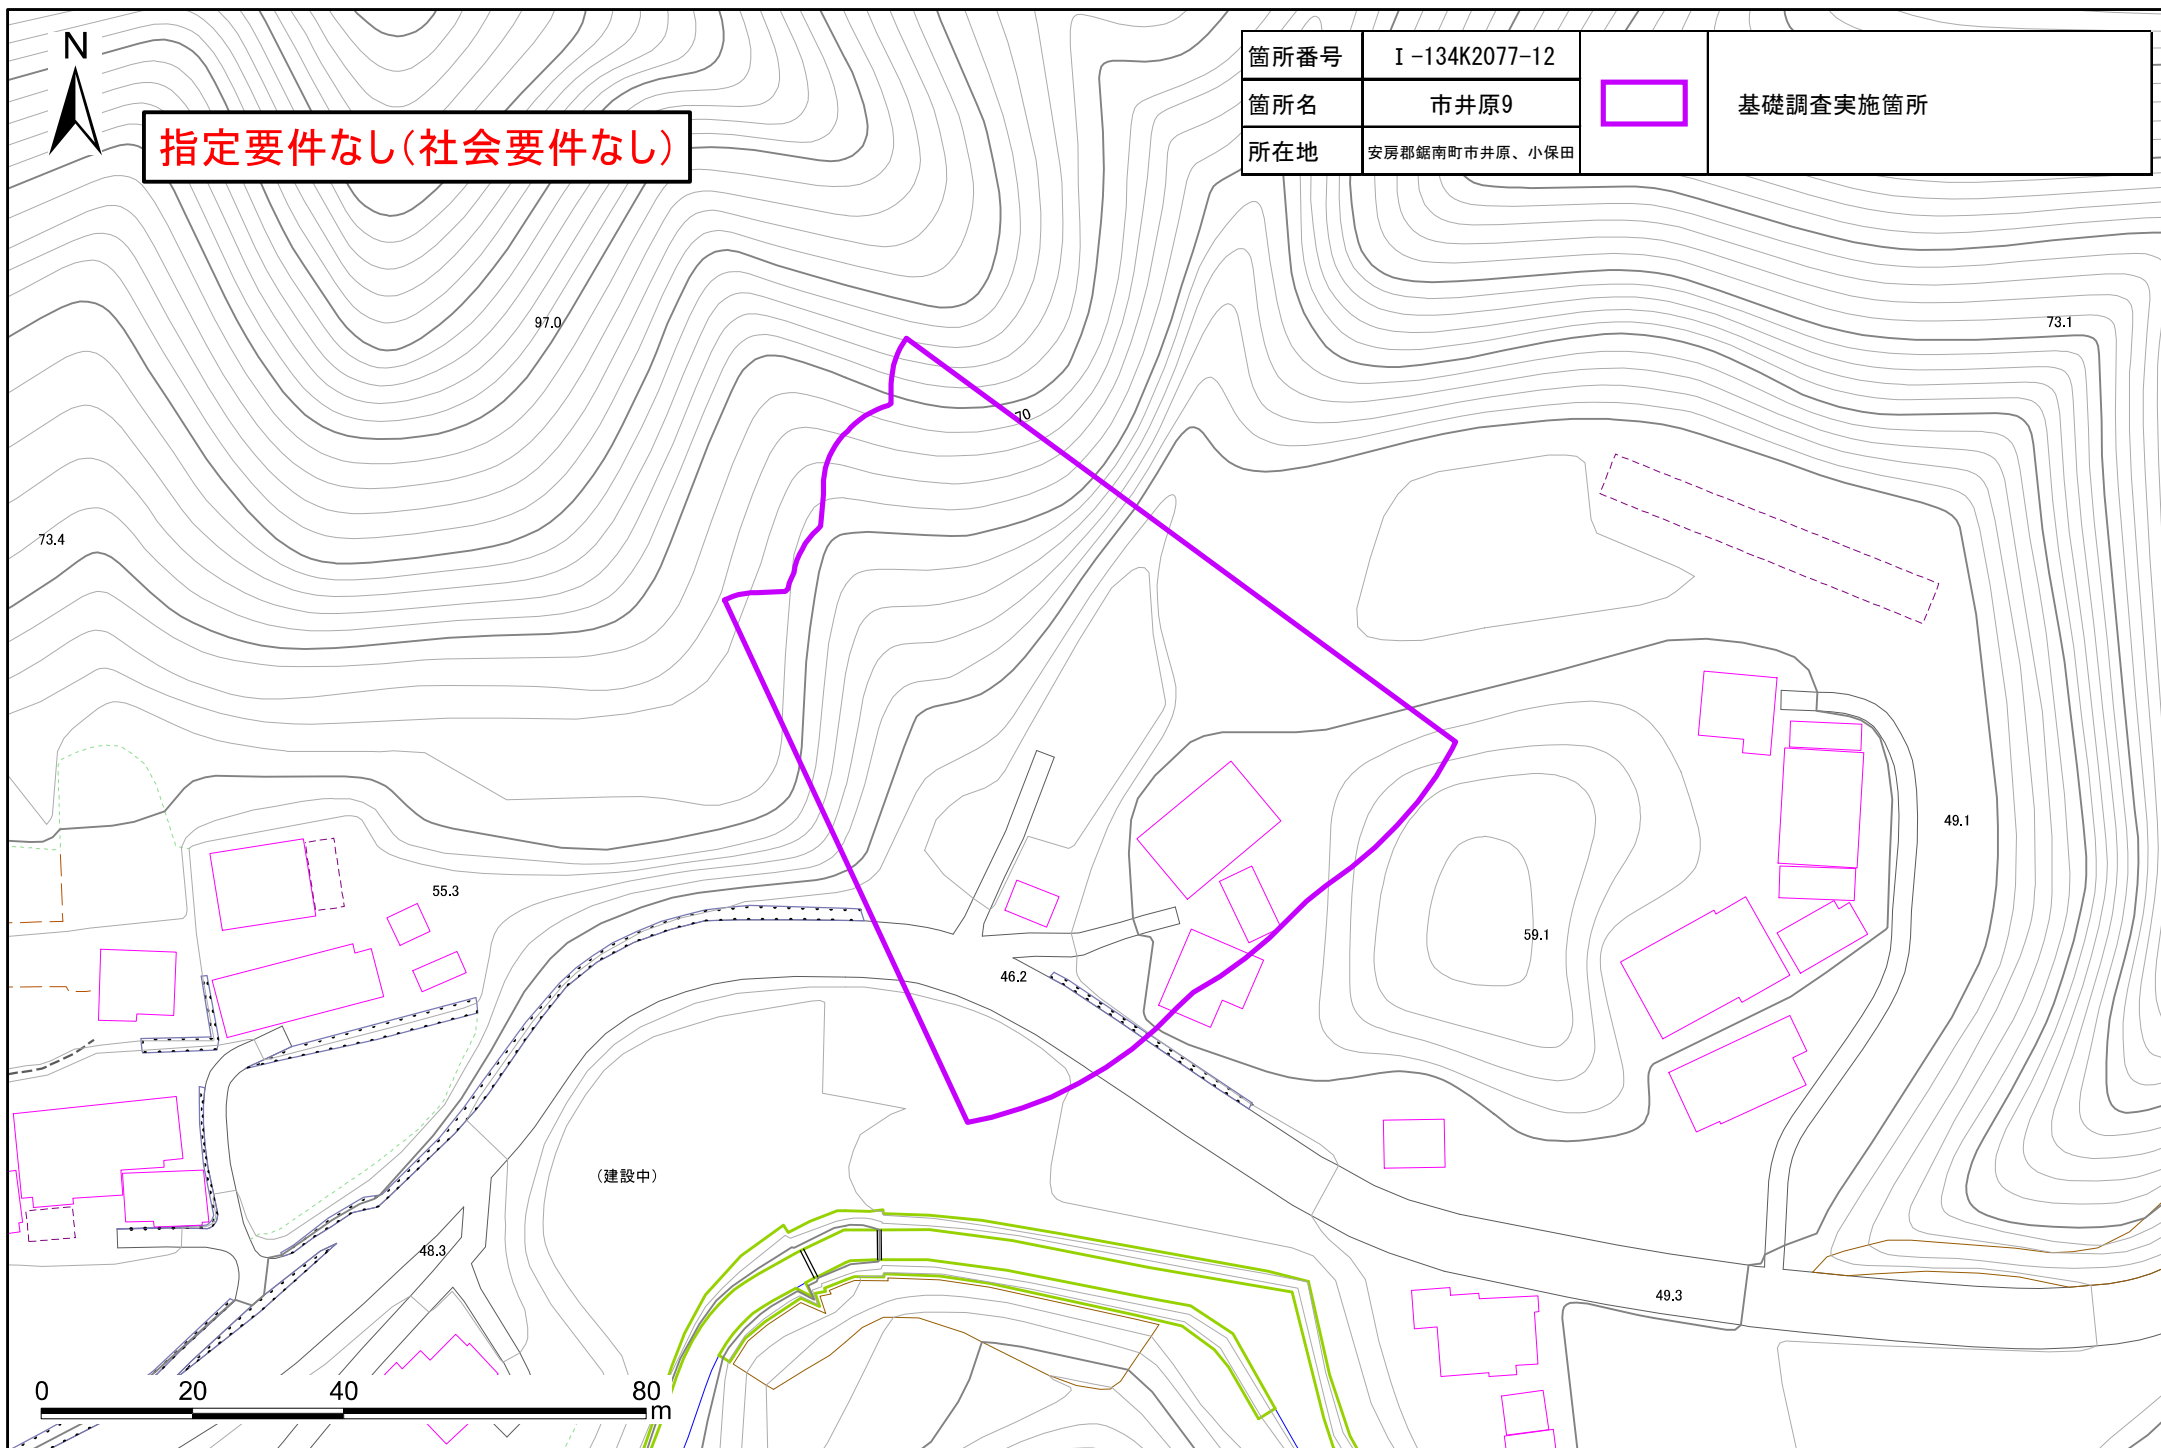 N
指定要件なし(社会要件なし)
箇所番号 Ⅰ-134K2077-12
箇所名 市井原9
所在地 安房郡鋸南町市井原、小保田
基礎調査実施箇所
97.0
73.1
70
73.4
49.1
55.3
59.1
46.2
(建設中)
48.3
49.3
0 20 40 80
m